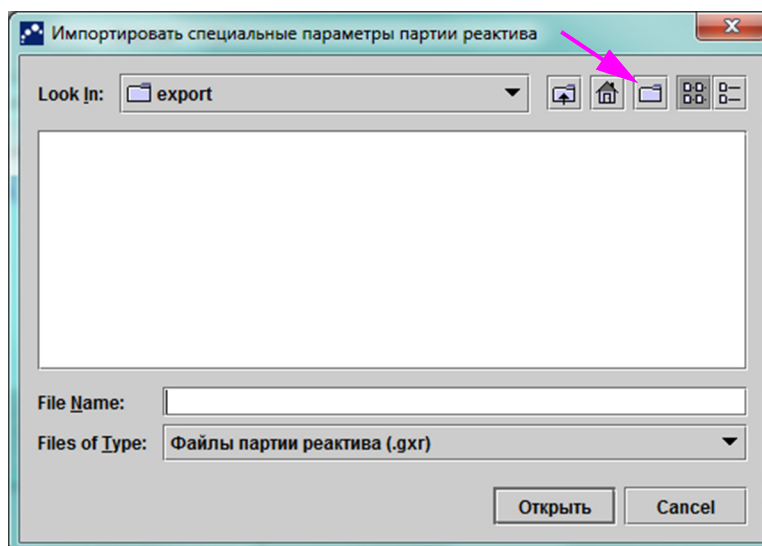 Импортировать специальные параметры партии реактива
Look In: export
File Name:
Files of Type: Файлы партии реактива (.gxr)
Открыть Cancel